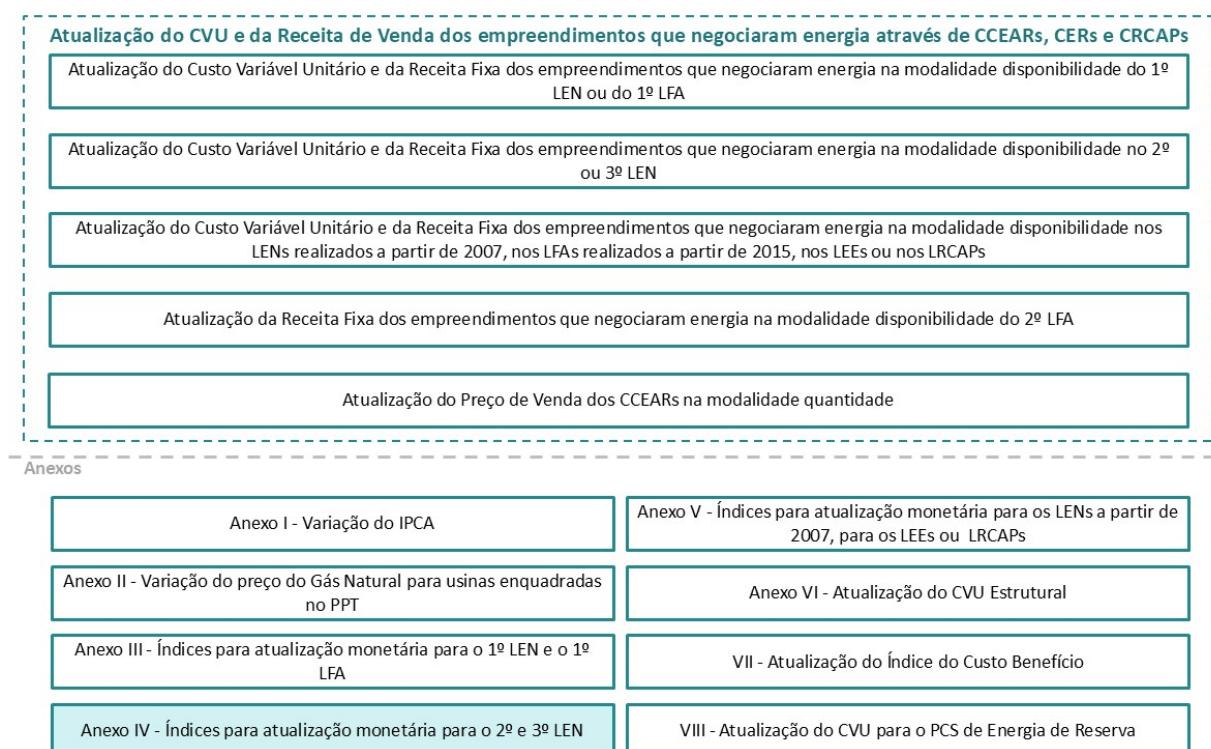 Atualização do CVU e da Receita de Venda dos empreendimentos que negociaram energia através de CCEARs, CERs e CRCAPs
Atualização do Custo Variável Unitário e da Receita Fixa dos empreendimentos que negociaram energia na modalidade disponibilidade do 1º
LEN ou do 1º LFA
Atualização do Custo Variável Unitário e da Receita Fixa dos empreendimentos que negociaram energia na modalidade disponibilidade no 2º
ou 3º LEN
Atualização do Custo Variável Unitário e da Receita Fixa dos empreendimentos que negociaram energia na modalidade disponibilidade nos
LENs realizados a partir de 2007, nos LFAs realizados a partir de 2015, nos LEEs ou nos LRCAPs
Atualização da Receita Fixa dos empreendimentos que negociaram energia na modalidade disponibilidade do 2º LFA
Atualização do Preço de Venda dos CCEARs na modalidade quantidade
Anexos
Anexo I - Variação do IPCA
Anexo II - Variação do preço do Gás Natural para usinas enquadradas
no PPT
Anexo III - Índices para atualização monetária para o 1º LEN e o 1º
LFA
Anexo IV - Índices para atualização monetária para o 2º e 3º LEN
Anexo V - Índices para atualização monetária para os LENs a partir de
2007, para os LEEs ou LRCAPs
Anexo VI - Atualização do CVU Estrutural
VII - Atualização do Índice do Custo Benefício
VIII - Atualização do CVU para o PCS de Energia de Reserva